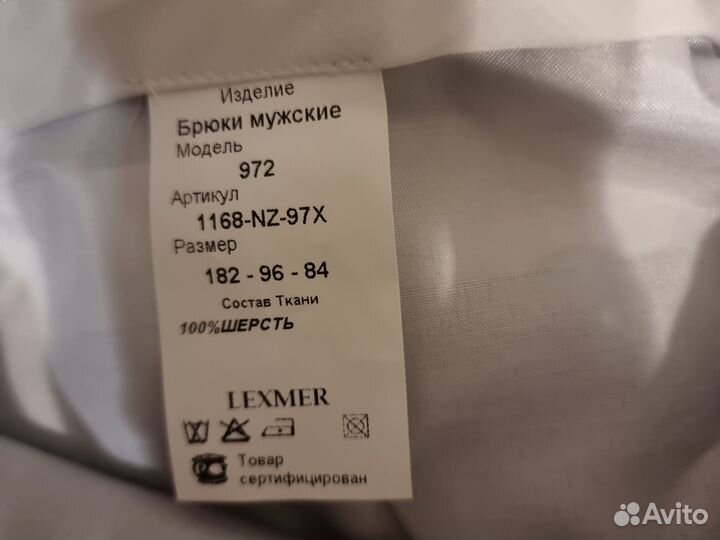 Изделие
Брюки мужские
Модель
972
Артикул
1168-NZ-97X
Размер
182 - 96 - 84
Состав Ткани
100%ШЕРСТЬ
LEXMER
Товар
сертифицирован
Avito